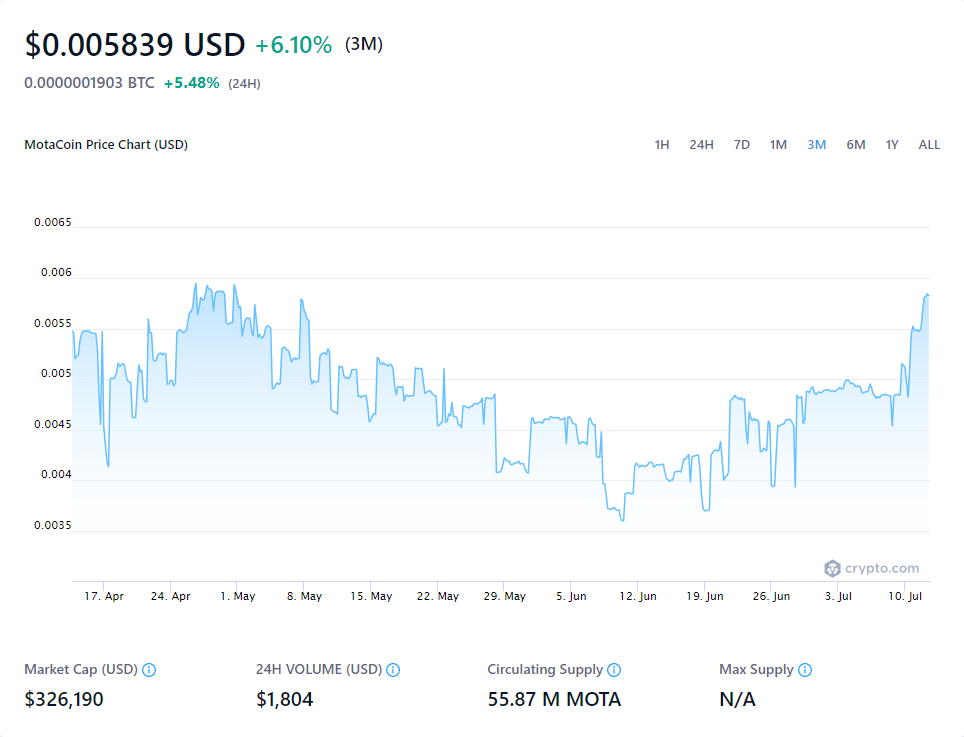 $0.005839 USD +6.10% (3M)
0.0000001903 BTC +5.48% (24H)
MotaCoin Price Chart (USD) 1H 24H 7D 1M 3M 6M 1Y ALL
0.0065
0.006
0.0055
0.005
0.0045
0.004
0.0035
crypto.com
17. Apr 24. Apr 1. May 8. May 15. May 22. May 29. May 5. Jun 12. Jun 19. Jun 26. Jun 3. Jul 10. Jul
Market Cap (USD) 24H VOLUME (USD) Circulating Supply Max Supply
$326,190 $1,804 55.87 M MOTA N/A